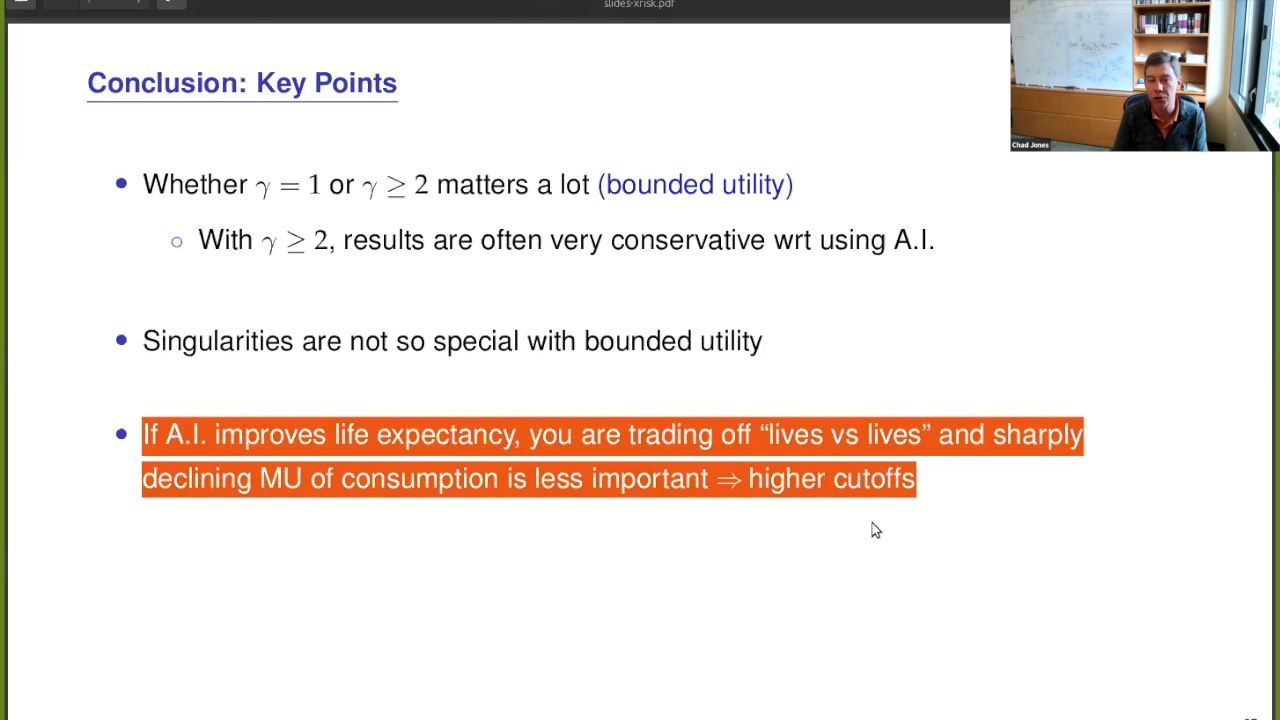 slides-xrisk.pdf
Conclusion: Key Points
Chad Jones
• Whether γ = 1 or γ ≥ 2 matters a lot (bounded utility)
◦ With γ ≥ 2, results are often very conservative wrt using A.I.
• Singularities are not so special with bounded utility
• If A.I. improves life expectancy, you are trading off “lives vs lives” and sharply
declining MU of consumption is less important ⇒ higher cutoffs